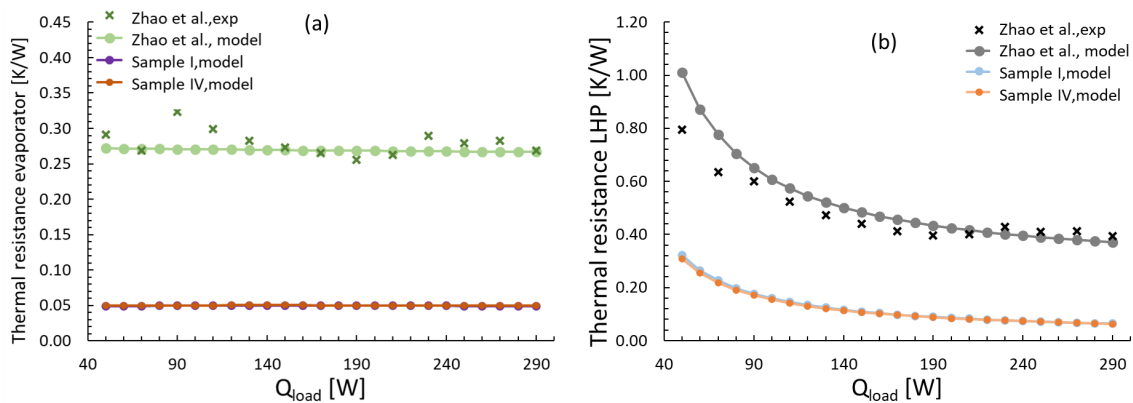 Thermal resistance evaporator [K/W]
0.45
0.40
0.35
0.30
0.25
0.20
0.15
0.10
0.05
0.00
40
90
140
190
240
290
Qload [W]
(a)
Zhao et al.,exp
Zhao et al., model
Sample I,model
Sample IV,model
Thermal resistance LHP [K/W]
1.20
1.00
0.80
0.60
0.40
0.20
0.00
40
90
140
190
240
290
Qload [W]
(b)
Zhao et al.,exp
Zhao et al., model
Sample I,model
Sample IV,model